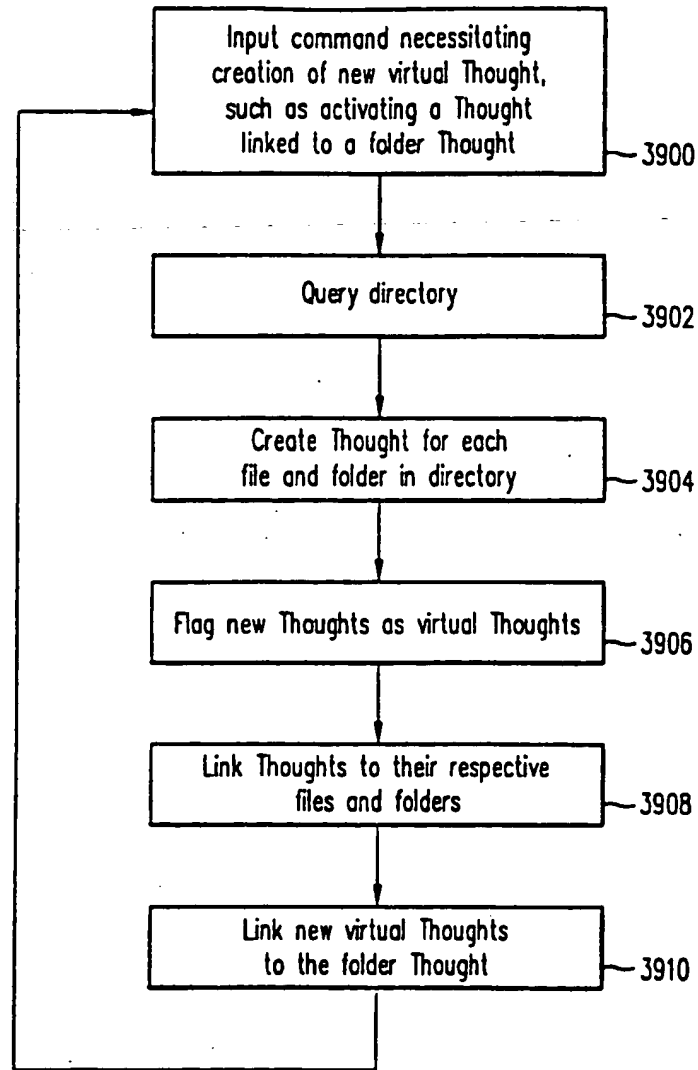 Input command necessitating
creation of new virtual Thought,
such as activating a Thought
linked to a folder Thought
3900
Query directory
3902
Create Thought for each
file and folder in directory
3904
Flag new Thoughts as virtual Thoughts
3906
Link Thoughts to their respective
files and folders
3908
Link new virtual Thoughts
to the folder Thought
3910